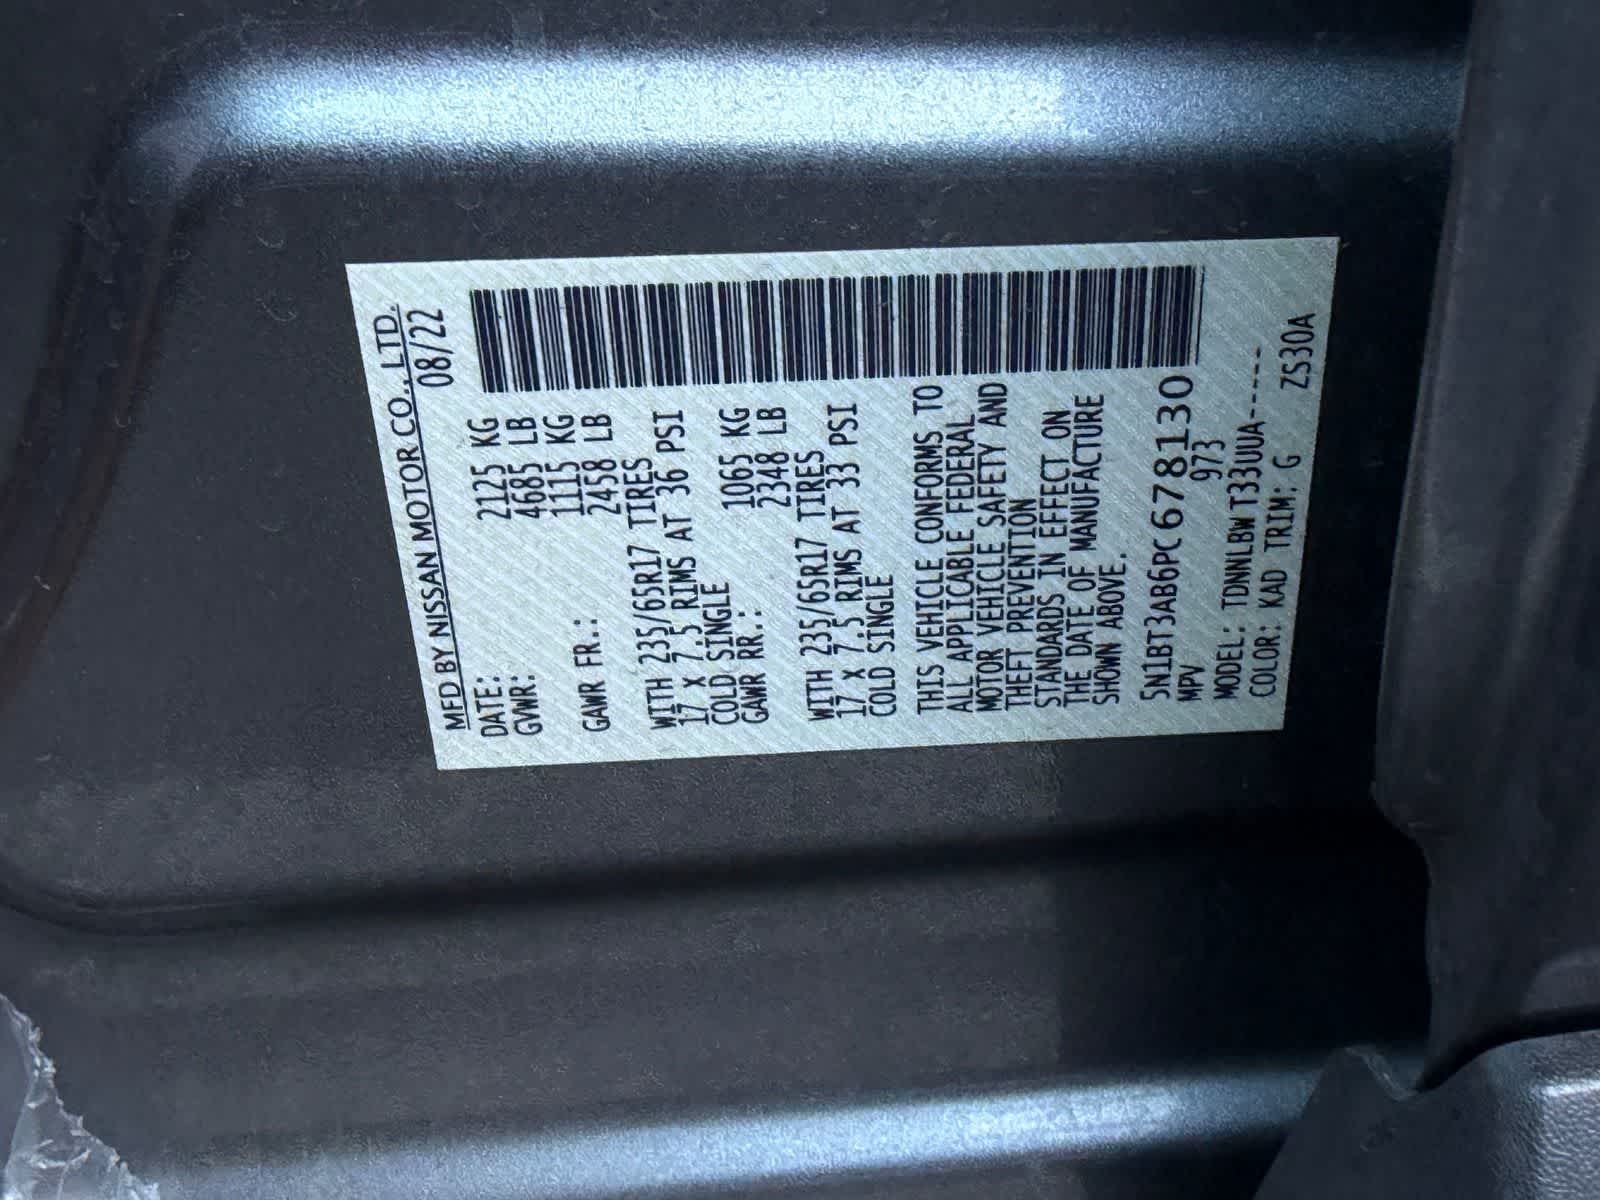 MFD BY NISSAN MOTOR CO., LTD.
DATE: 08/22
GVWR: 2125 KG
4685 LB
1115 KG
GAWR FR.: 2458 LB
WITH 235/65R17 TIRES
17 X 7.5 RIMS AT 36 PSI
COLD SINGLE
GAWR RR.: 1065 KG
2348 LB
WITH 235/65R17 TIRES
17 X 7.5 RIMS AT 33 PSI
COLD SINGLE
THIS VEHICLE CONFORMS TO
ALL APPLICABLE FEDERAL
MOTOR VEHICLE SAFETY AND
THEFT PREVENTION
STANDARDS IN EFFECT ON
THE DATE OF MANUFACTURE
SHOWN ABOVE.
5N1BT3AB6PC678130
MPV 973
MODEL: TDNNLBWT33UUA-----
COLOR: KAD TRIM: G ZS30A